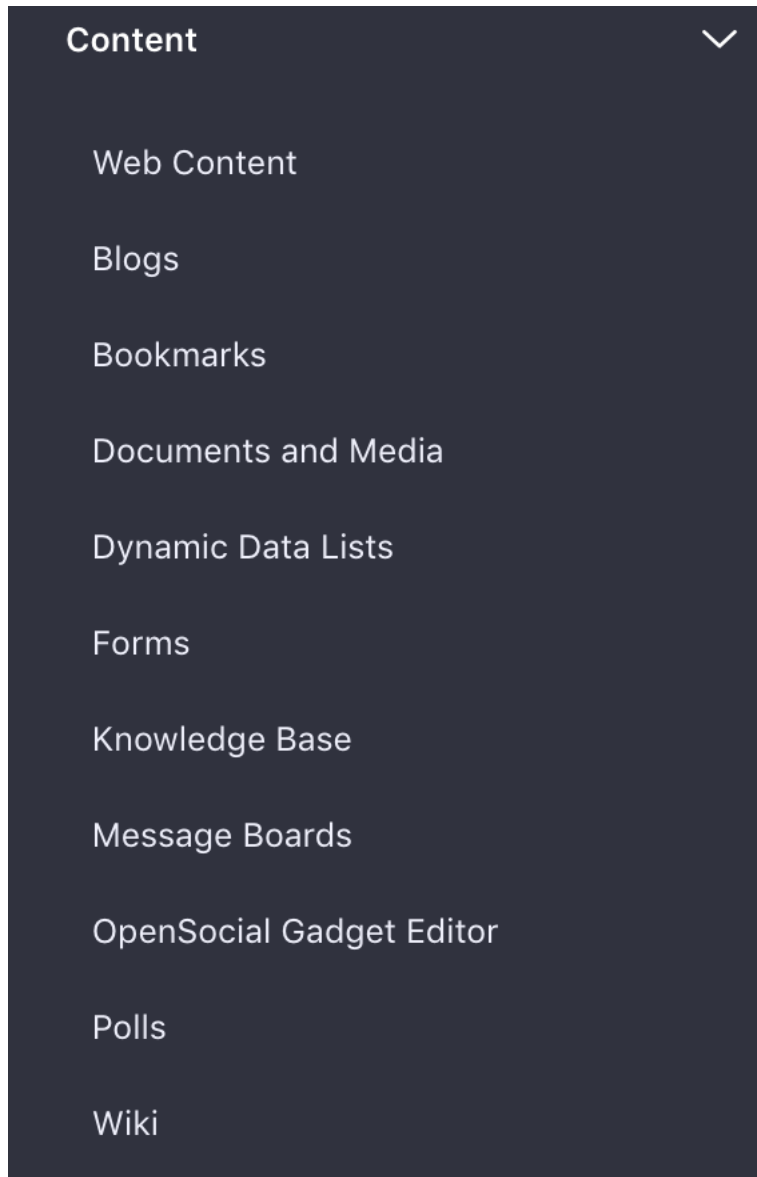 Content
Web Content
Blogs
Bookmarks
Documents and Media
Dynamic Data Lists
Forms
Knowledge Base
Message Boards
OpenSocial Gadget Editor
Polls
Wiki